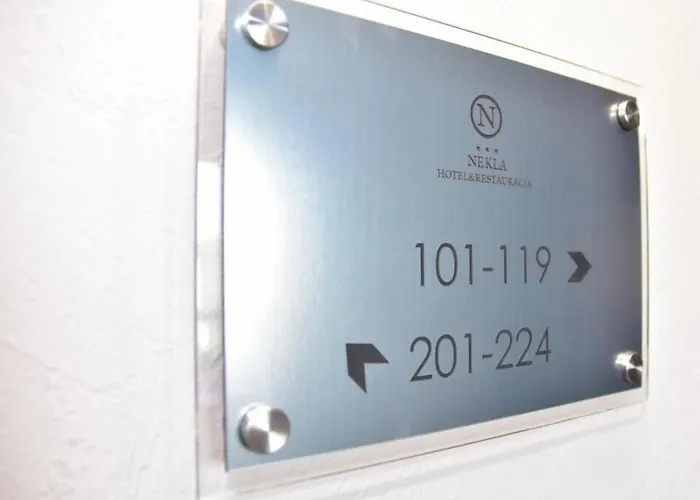 N
NEKLA
HOTEL&RESTAURACJA
101-119
201-224